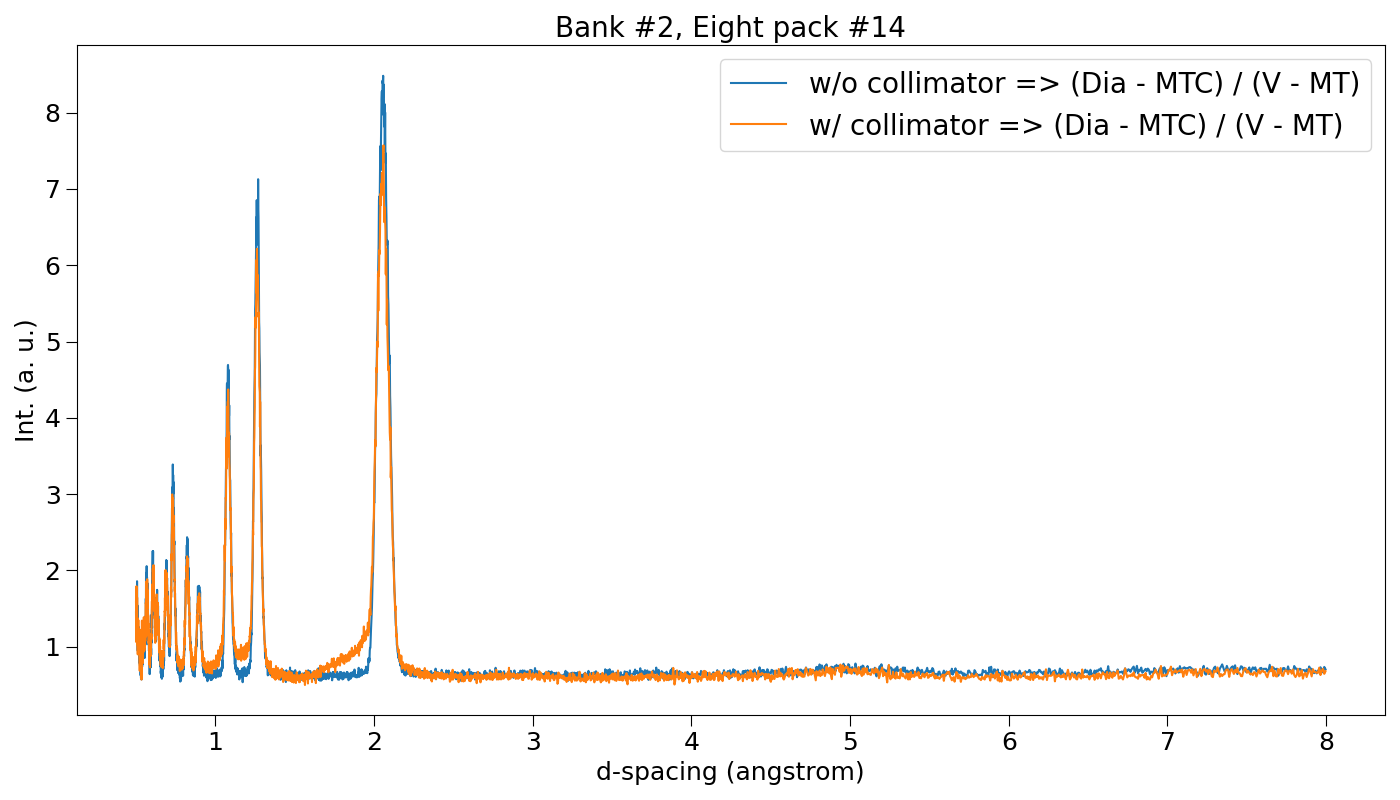 Bank #2, Eight pack #14
w/o collimator => (Dia - MTC) / (V - MT)
w/ collimator => (Dia - MTC) / (V - MT)
8
7
6
5
4
3
2
1
Int. (a. u.)
1 2 3 4 5 6 7 8
d-spacing (angstrom)